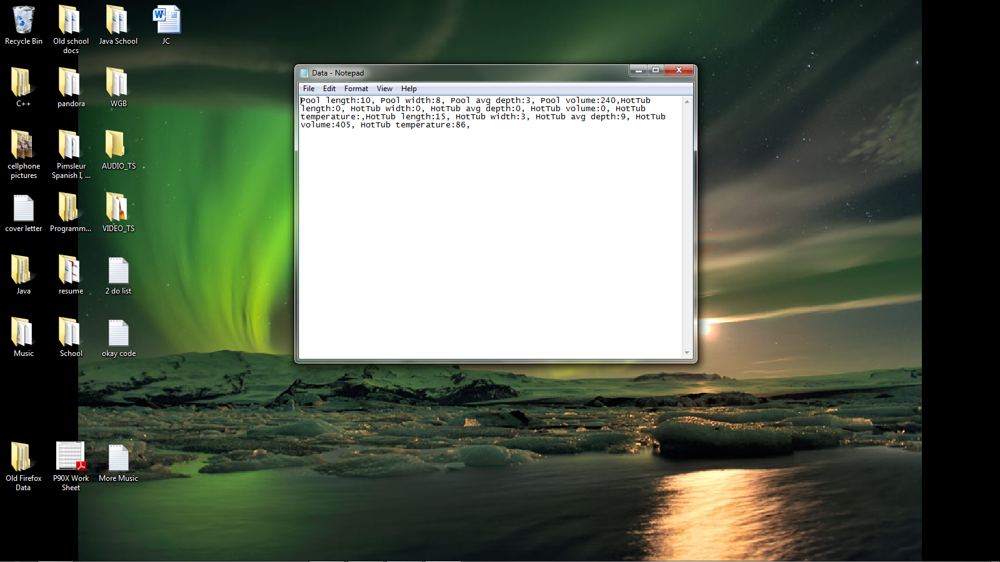 Recycle Bin
Old school
docs
Java School
JC
C++
pandora
WGB
cellphone
pictures
Pimsleur
Spanish I, ...
AUDIO_TS
cover letter
Programm...
VIDEO_TS
Java
resume
2 do list
Music
School
okay code
Old Firefox
Data
P90X Work
Sheet
More Music
Data - Notepad
File Edit Format View Help
Pool length:10, Pool width:8, Pool avg depth:3, Pool volume:240,HotTub
length:0, HotTub width:0, HotTub avg depth:0, HotTub volume:0, HotTub
temperature:,HotTub length:15, HotTub width:3, HotTub avg depth:9, HotTub
volume:405, HotTub temperature:86,